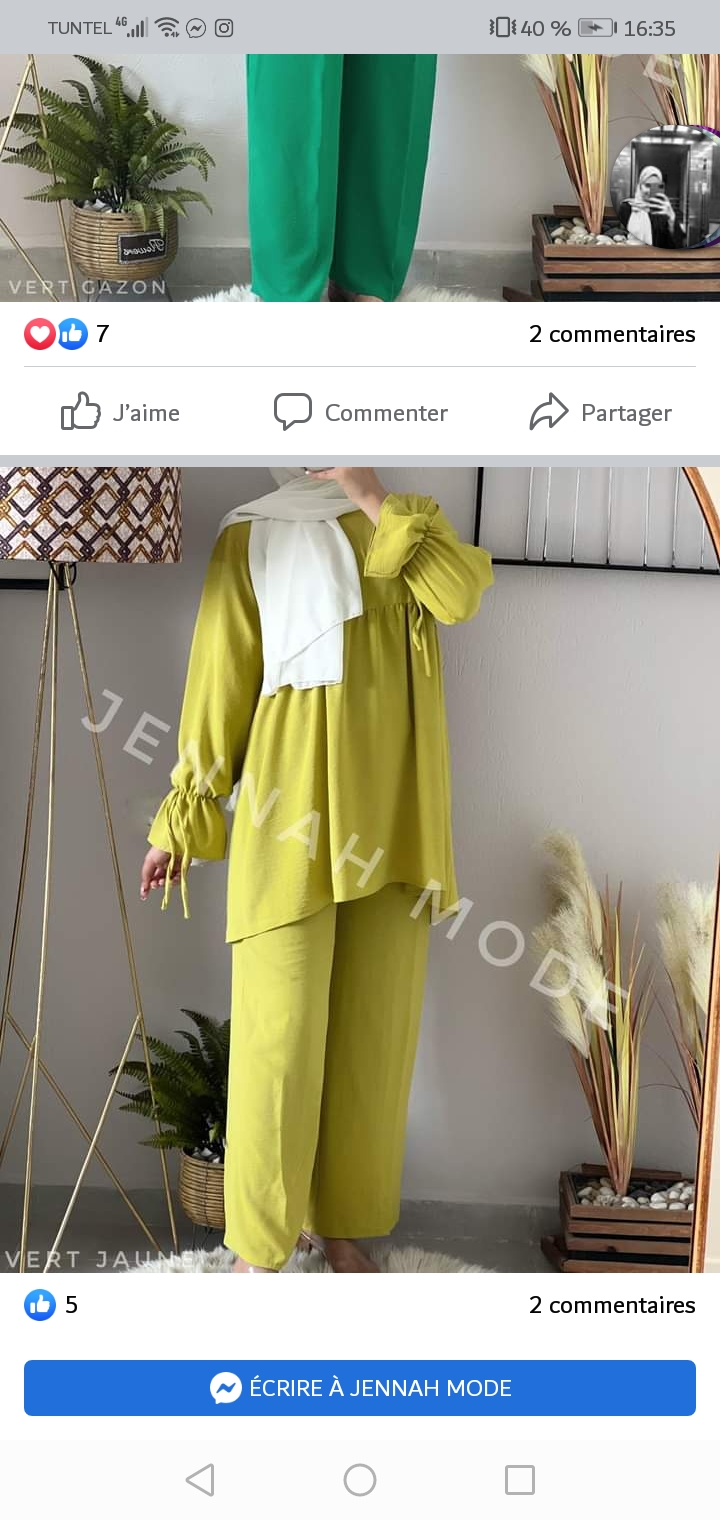 TUNTEL 4G 40 % 16:35
Flowers
VERT GAZON
7 2 commentaires
J'aime Commenter Partager
JENNAH MODE
VERT JAUNE
5 2 commentaires
ÉCRIRE À JENNAH MODE